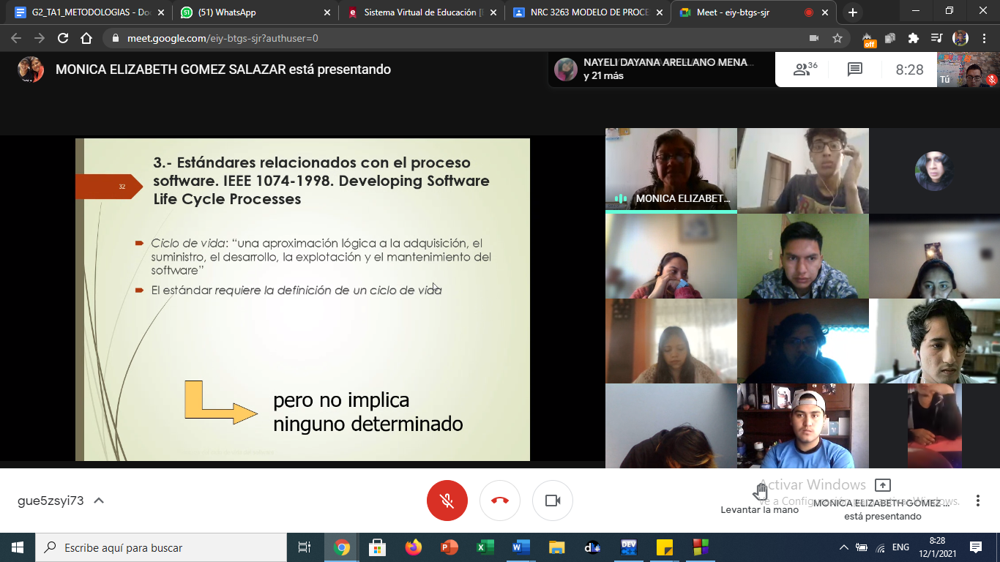 G2_TA1_METODOLOGIAS - Doc
(51) WhatsApp
Sistema Virtual de Educación [E
NRC 3263 MODELO DE PROCE
Meet - eiy-btgs-sjr
meet.google.com/eiy-btgs-sjr?authuser=0
off
MONICA ELIZABETH GOMEZ SALAZAR está presentando
NAYELI DAYANA ARELLANO MENA...
y 21 más
36
8:28
Tú
3.- Estándares relacionados con el proceso
software. IEEE 1074-1998. Developing Software
Life Cycle Processes
32
Ciclo de vida: “una aproximación lógica a la adquisición, el
suministro, el desarrollo, la explotación y el mantenimiento del
software”
El estándar requiere la definición de un ciclo de vida
pero no implica
ninguno determinado
MONICA ELIZABET...
gue5zsyi73
Levantar la mano
Activar Windows
Ve a Configuración para activar Windows.
MONICA ELIZABETH GOMEZ ...
está presentando
Escribe aquí para buscar
DEV
ENG
8:28
12/1/2021